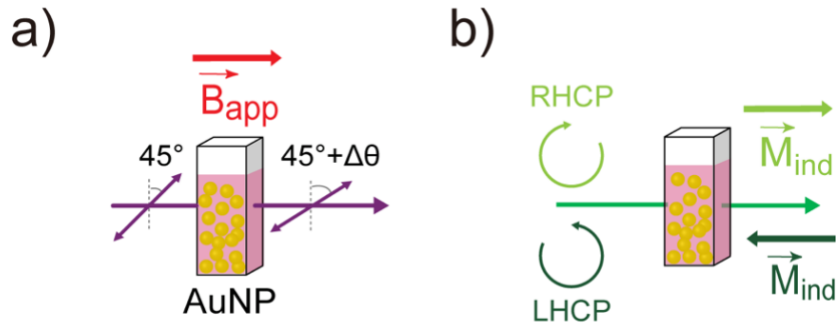 a)
B app
45°
45°+Δθ
AuNP
b)
RHCP
M ind
LHCP
M ind